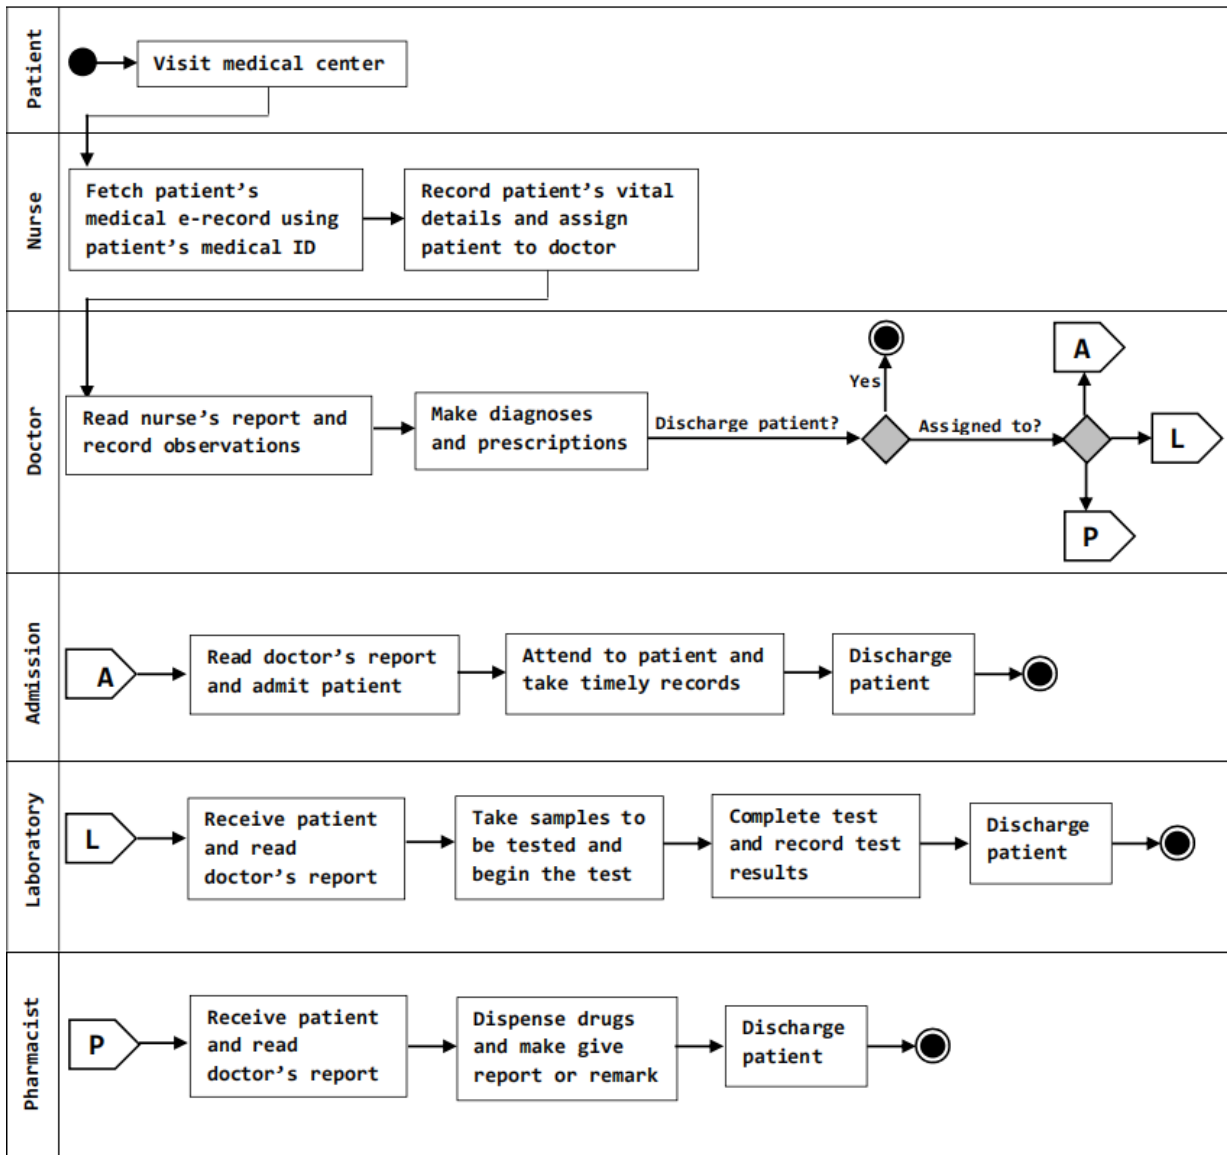 Patient
Visit medical center
Nurse
Fetch patient's
medical e-record using
patient's medical ID
Record patient's vital
details and assign
patient to doctor
Doctor
Read nurse's report and
record observations
Make diagnoses
and prescriptions
Discharge patient?
Yes
Assigned to?
A
L
P
Admission
A
Read doctor's report
and admit patient
Attend to patient and
take timely records
Discharge
patient
Laboratory
L
Receive patient
and read
doctor's report
Take samples to
be tested and
begin the test
Complete test
and record test
results
Discharge
patient
Pharmacist
P
Receive patient
and read
doctor's report
Dispense drugs
and make give
report or remark
Discharge
patient